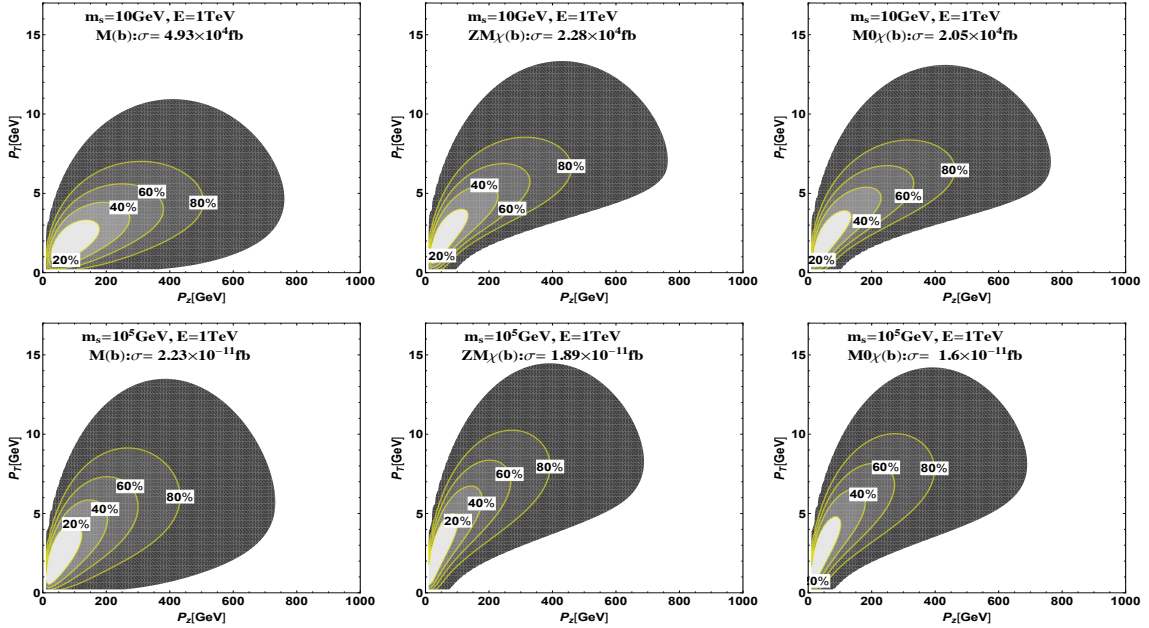 m_s=10GeV, E=1TeV
M(b):σ= 4.93×10^4fb
15
10
5
0
P_T[GeV]
20%
40%
60%
80%
0 200 400 600 800 1000
P_z[GeV]
m_s=10GeV, E=1TeV
ZMχ(b):σ= 2.28×10^4fb
15
10
5
0
P_T[GeV]
20%
40%
60%
80%
0 200 400 600 800 1000
P_z[GeV]
m_s=10GeV, E=1TeV
M0χ(b):σ= 2.05×10^4fb
15
10
5
0
P_T[GeV]
20%
40%
60%
80%
0 200 400 600 800 1000
P_z[GeV]
m_s=10^5GeV, E=1TeV
M(b):σ= 2.23×10^-11fb
15
10
5
0
P_T[GeV]
20%
40%
60%
80%
0 200 400 600 800 1000
P_z[GeV]
m_s=10^5GeV, E=1TeV
ZMχ(b):σ= 1.89×10^-11fb
15
10
5
0
P_T[GeV]
20%
40%
60%
80%
0 200 400 600 800 1000
P_z[GeV]
m_s=10^5GeV, E=1TeV
M0χ(b):σ= 1.6×10^-11fb
15
10
5
0
P_T[GeV]
20%
40%
60%
80%
0 200 400 600 800 1000
P_z[GeV]